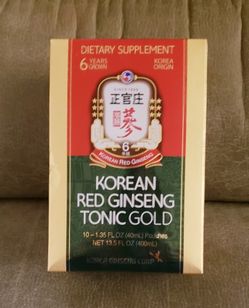 DIETARY SUPPLEMENT
6 YEARS GROWN
KOREA ORIGIN
SINCE 1899
正官庄
蔘
6
KOREAN RED GINSENG
KOREAN
RED GINSENG
TONIC GOLD
10 - 1.35 FL OZ (40mL) Pouches
NET 13.5 FL OZ (400mL)
KOREA GINSENG CORP